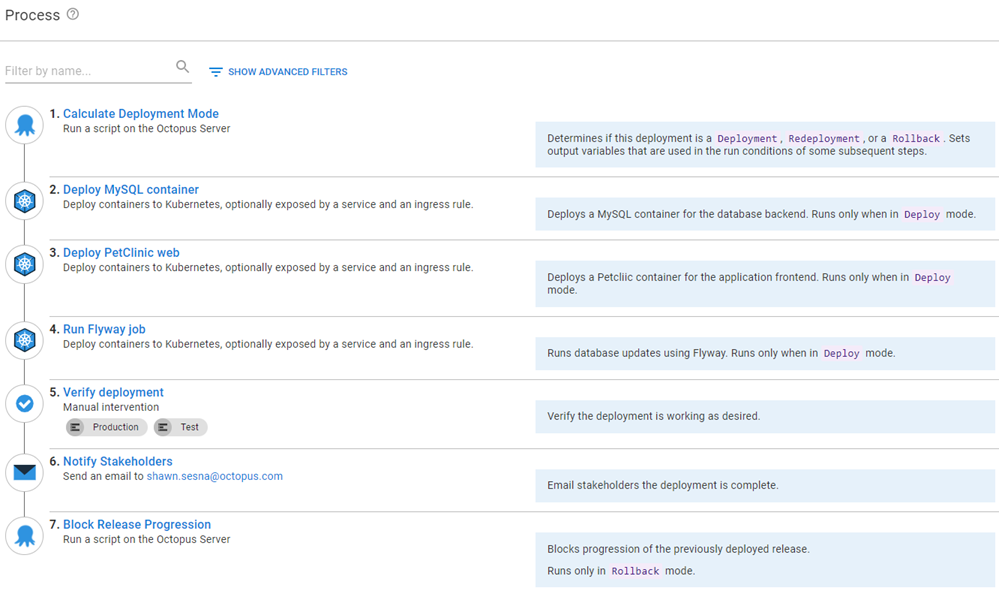 Process
Filter by name...
SHOW ADVANCED FILTERS
1. Calculate Deployment Mode
Run a script on the Octopus Server
Determines if this deployment is a Deployment, Redeployment, or a Rollback. Sets
output variables that are used in the run conditions of some subsequent steps.
2. Deploy MySQL container
Deploy containers to Kubernetes, optionally exposed by a service and an ingress rule.
Deploys a MySQL container for the database backend. Runs only when in Deploy mode.
3. Deploy PetClinic web
Deploy containers to Kubernetes, optionally exposed by a service and an ingress rule.
Deploys a Petcliic container for the application frontend. Runs only when in Deploy
mode.
4. Run Flyway job
Deploy containers to Kubernetes, optionally exposed by a service and an ingress rule.
Runs database updates using Flyway. Runs only when in Deploy mode.
5. Verify deployment
Manual intervention
Production Test
Verify the deployment is working as desired.
6. Notify Stakeholders
Send an email to shawn.sesna@octopus.com
Email stakeholders the deployment is complete.
7. Block Release Progression
Run a script on the Octopus Server
Blocks progression of the previously deployed release.
Runs only in Rollback mode.